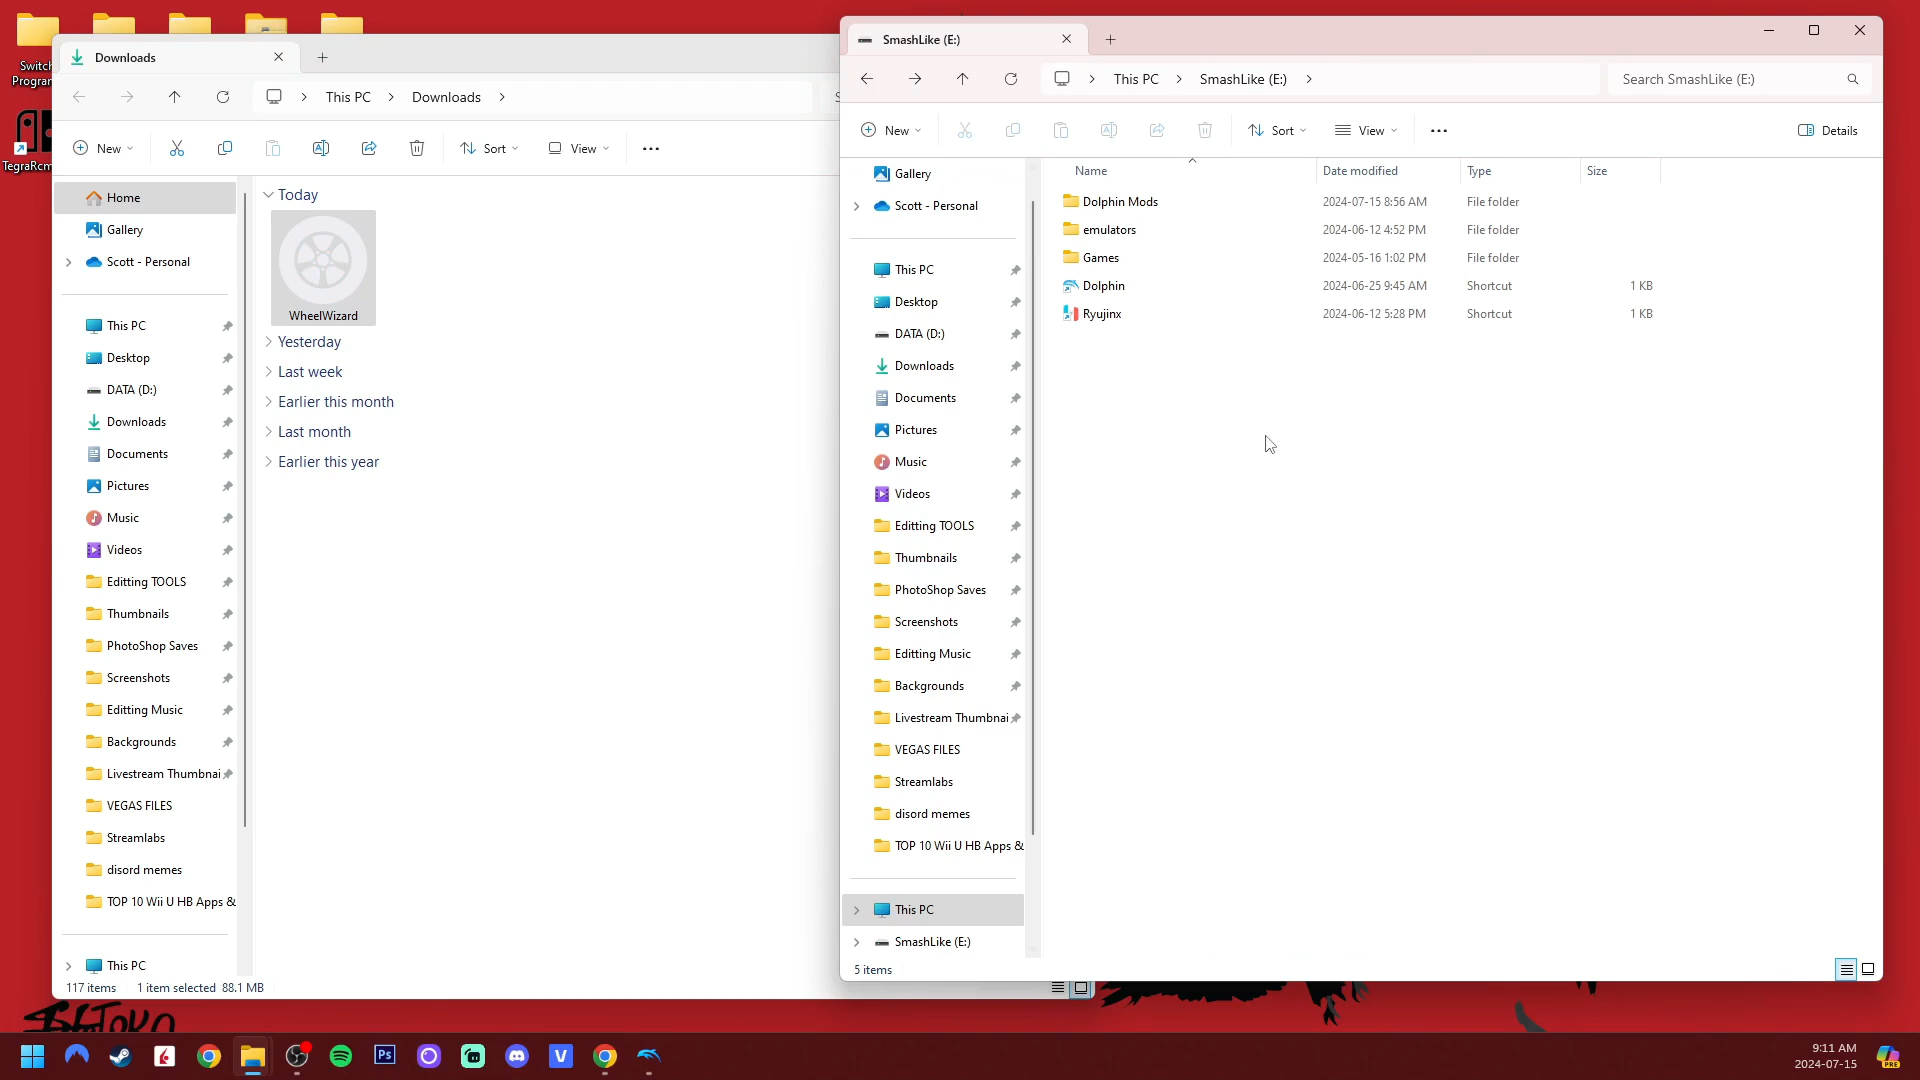 Switch
Progran
TegraRcm
Downloads
This PC
Downloads
New
Sort
View
Home
Gallery
Scott - Personal
This PC
Desktop
DATA (D:)
Downloads
Documents
Pictures
Music
Videos
Editting TOOLS
Thumbnails
PhotoShop Saves
Screenshots
Editting Music
Backgrounds
Livestream Thumbnai
VEGAS FILES
Streamlabs
disord memes
TOP 10 Wii U HB Apps &
This PC
117 items
1 item selected 88.1 MB
Today
WheelWizard
Yesterday
Last week
Earlier this month
Last month
Earlier this year
SmashLike (E:)
This PC
SmashLike (E:)
Search SmashLike (E:)
New
Sort
View
Details
Gallery
Scott - Personal
This PC
Desktop
DATA (D:)
Downloads
Documents
Pictures
Music
Videos
Editting TOOLS
Thumbnails
PhotoShop Saves
Screenshots
Editting Music
Backgrounds
Livestream Thumbnai
VEGAS FILES
Streamlabs
disord memes
TOP 10 Wii U HB Apps &
This PC
SmashLike (E:)
5 items
Name Date modified Type Size
Dolphin Mods 2024-07-15 8:56 AM File folder
emulators 2024-06-12 4:52 PM File folder
Games 2024-05-16 1:02 PM File folder
Dolphin 2024-06-25 9:45 AM Shortcut 1 KB
Ryujinx 2024-06-12 5:28 PM Shortcut 1 KB
Ps
V
9:11 AM
2024-07-15
PRE